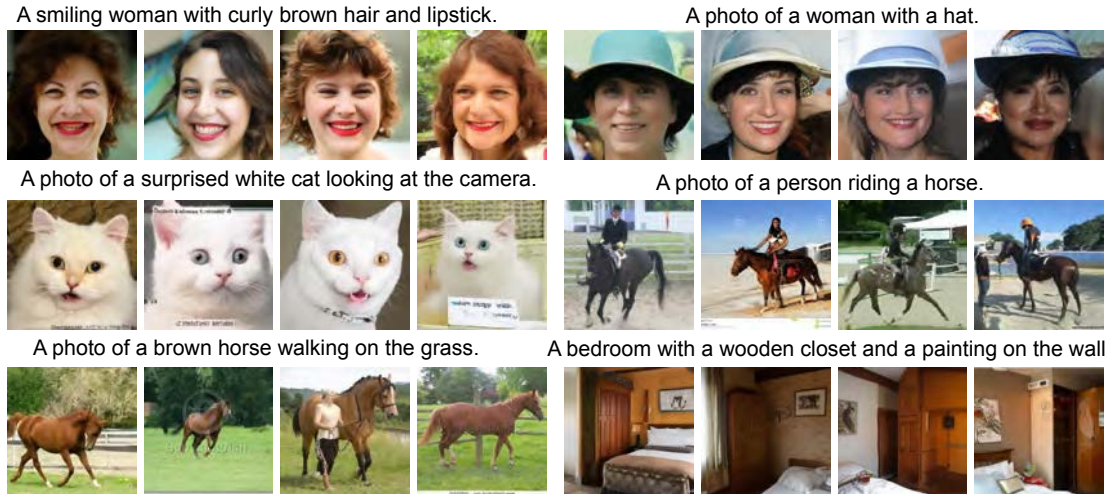 A smiling woman with curly brown hair and lipstick.
A photo of a woman with a hat.
A photo of a surprised white cat looking at the camera.
A photo of a person riding a horse.
A photo of a brown horse walking on the grass.
A bedroom with a wooden closet and a painting on the wall